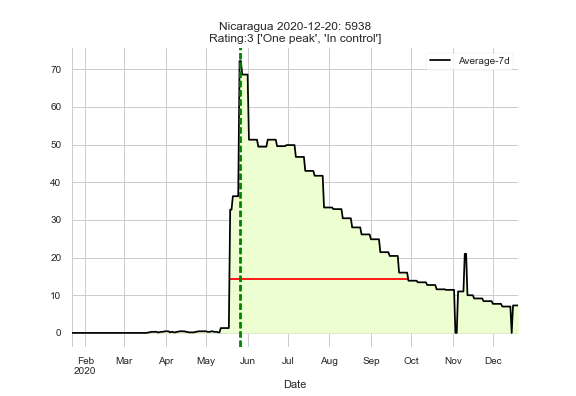 Nicaragua 2020-12-20: 5938
Rating:3 ['One peak', 'In control']
Average-7d
70
60
50
40
30
20
10
0
Feb Mar Apr May Jun Jul Aug Sep Oct Nov Dec
2020
Date